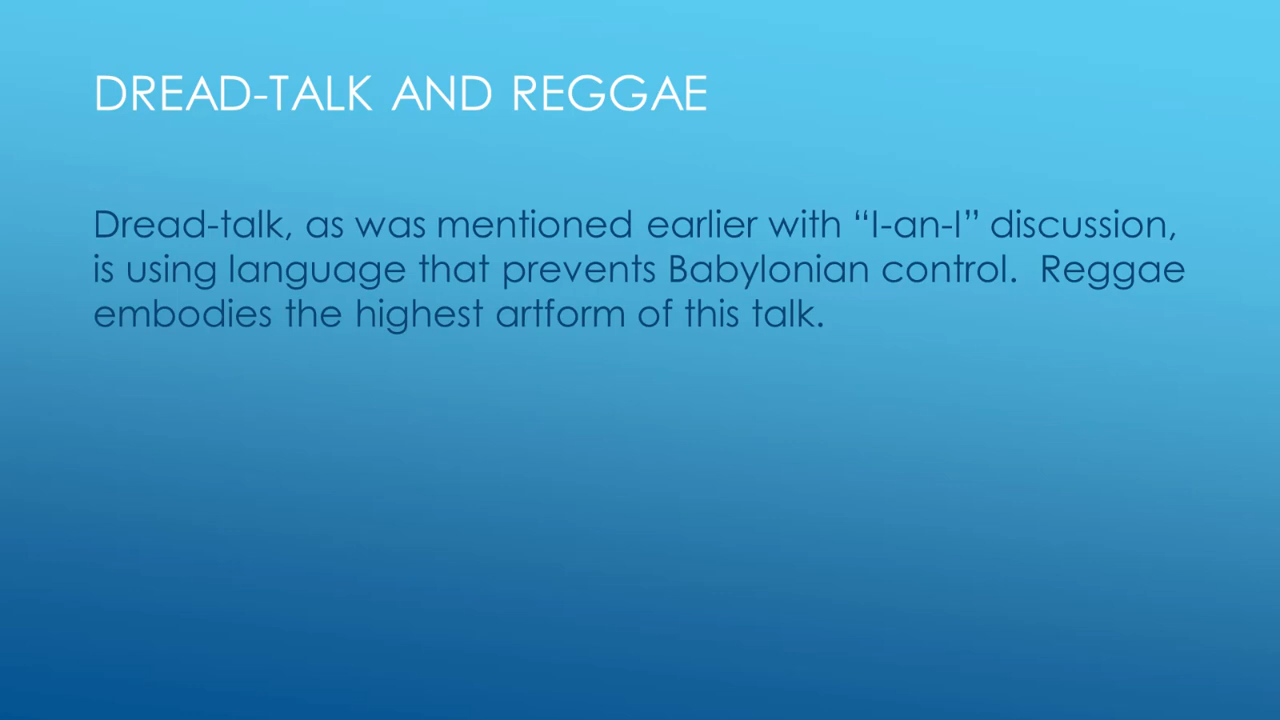 DREAD-TALK AND REGGAE
Dread-talk, as was mentioned earlier with “I-an-I” discussion,
is using language that prevents Babylonian control.  Reggae
embodies the highest artform of this talk.